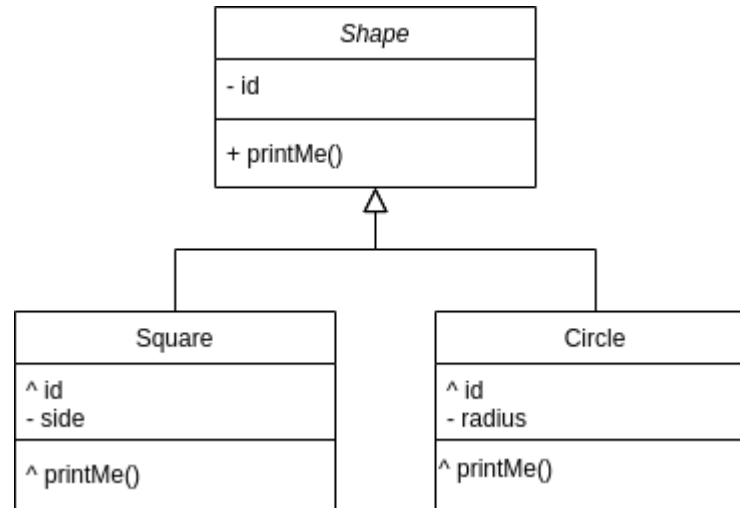 Shape
- id
+ printMe()
Square
^ id
- side
^ printMe()
Circle
^ id
- radius
^ printMe()